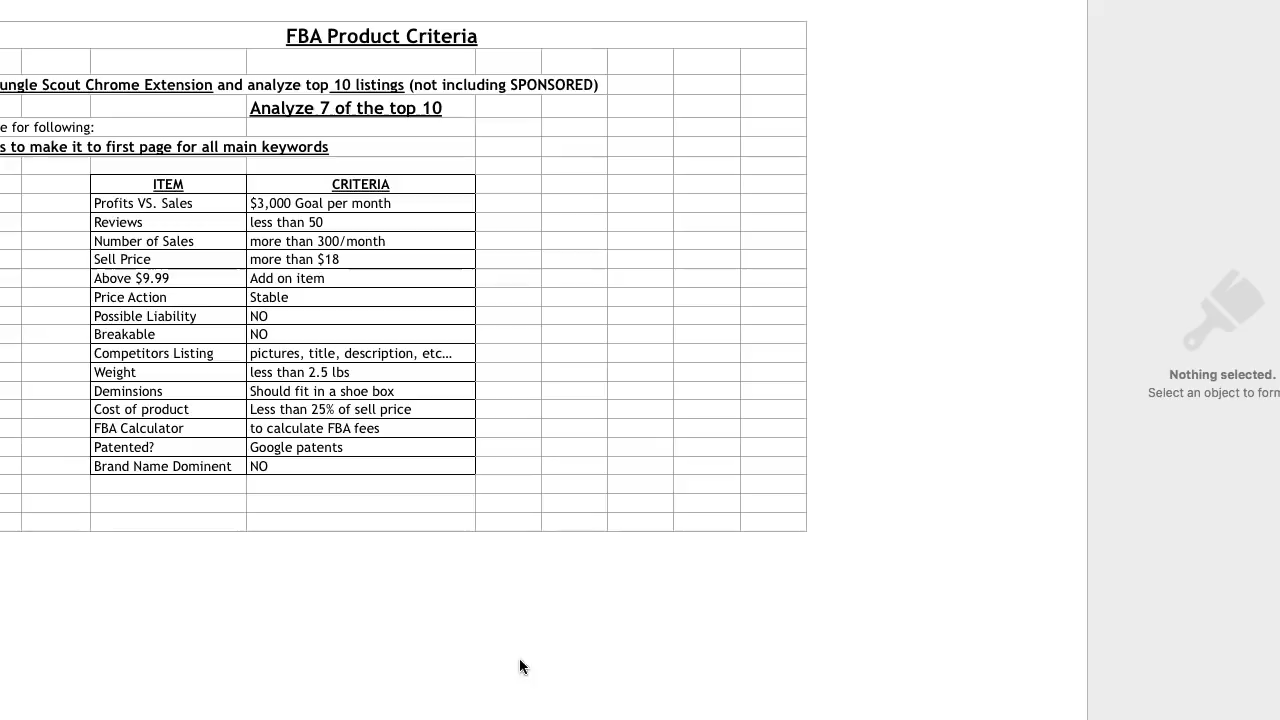 FBA Product Criteria
ungle Scout Chrome Extension and analyze top 10 listings (not including SPONSORED)
Analyze 7 of the top 10
e for following:
s to make it to first page for all main keywords
ITEM CRITERIA
Profits VS. Sales $3,000 Goal per month
Reviews less than 50
Number of Sales more than 300/month
Sell Price more than $18
Above $9.99 Add on item
Price Action Stable
Possible Liability NO
Breakable NO
Competitors Listing pictures, title, description, etc...
Weight less than 2.5 lbs
Deminsions Should fit in a shoe box
Cost of product Less than 25% of sell price
FBA Calculator to calculate FBA fees
Patented? Google patents
Brand Name Dominent NO
Nothing selected.
Select an object to form